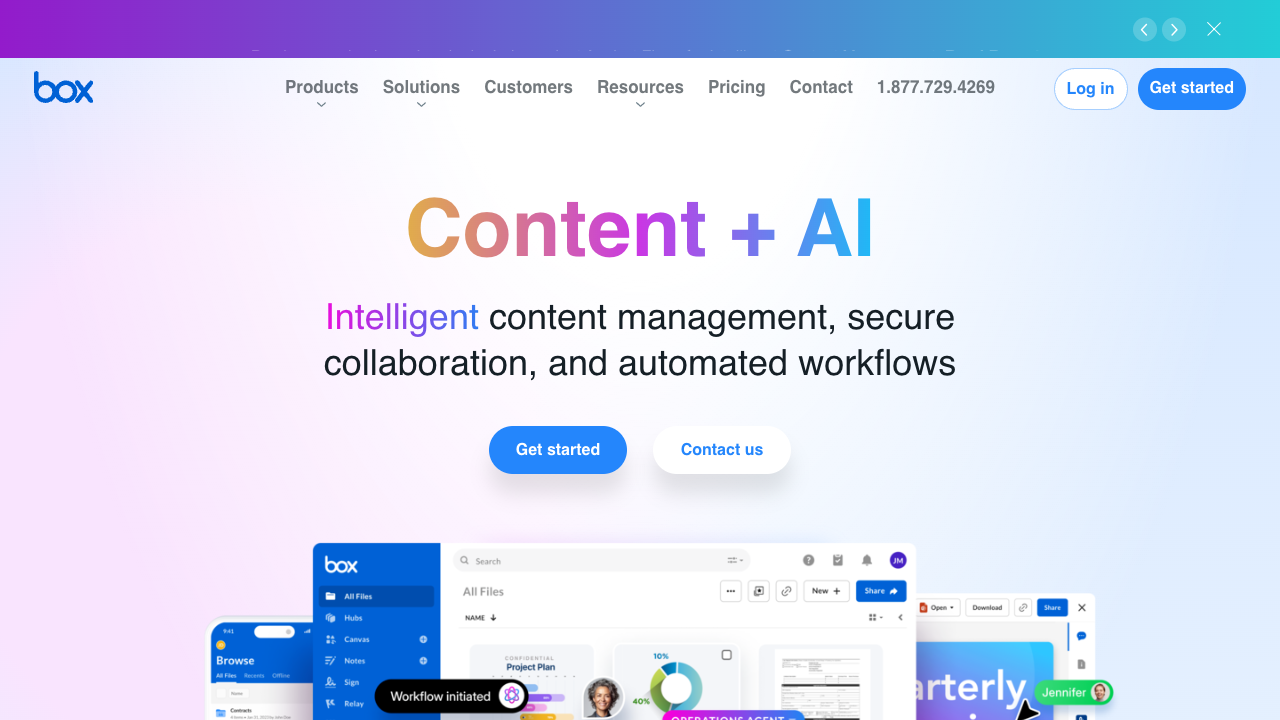 box
Products
Solutions
Customers
Resources
Pricing
Contact
1.877.729.4269
Log in
Get started
Content + AI
Intelligent content management, secure
collaboration, and automated workflows
Get started
Contact us
box
Search
JM
All Files
All Files
New +
Share
NAME
Hubs
Canvas
Notes
Sign
Relay
CONFIDENTIAL
Project Plan
10%
40%
Workflow initiated
9:41
Browse
All Files
Recents
Offline
Name
Contracts
Open
Download
Share
arterly
Jennifer
OPERATIONS AGENT